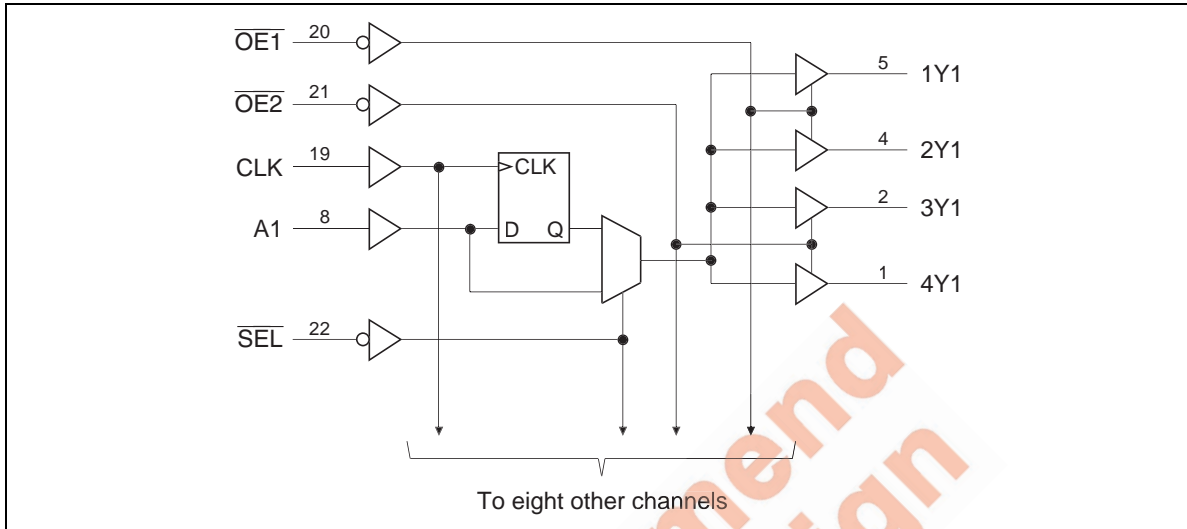 OE1 20
OE2 21
CLK 19
A1 8
SEL 22
CLK
D Q
5 1Y1
4 2Y1
2 3Y1
1 4Y1
To eight other channels